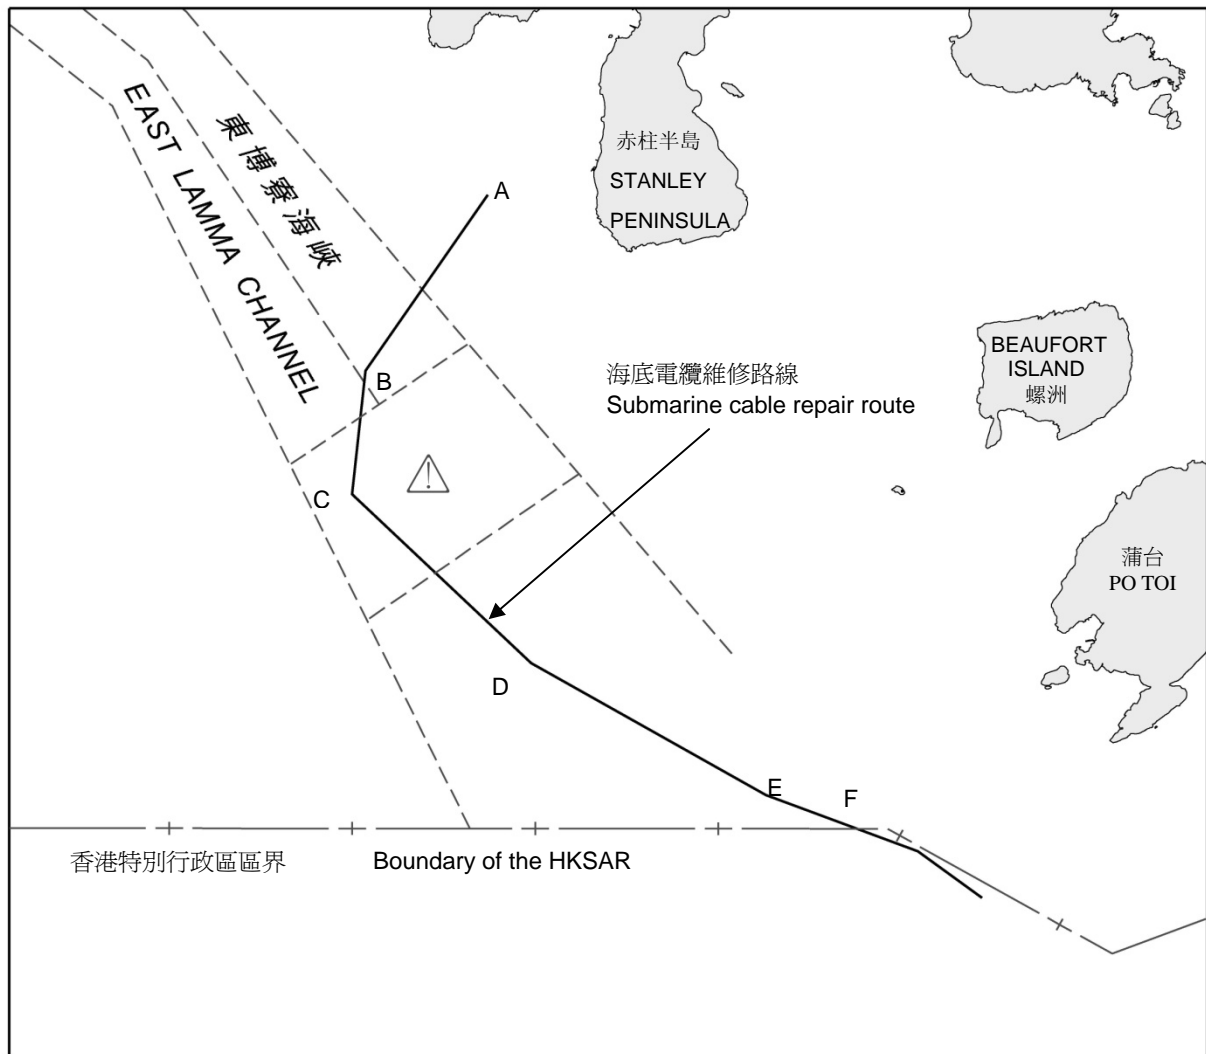 赤柱半島
STANLEY
PENINSULA
A
東博寮海峽
EAST LAMMA CHANNEL
BEAUFORT
ISLAND
螺洲
B
海底電纜維修路線
Submarine cable repair route
C
蒲台
PO TOI
D
E
F
香港特別行政區區界
Boundary of the HKSAR